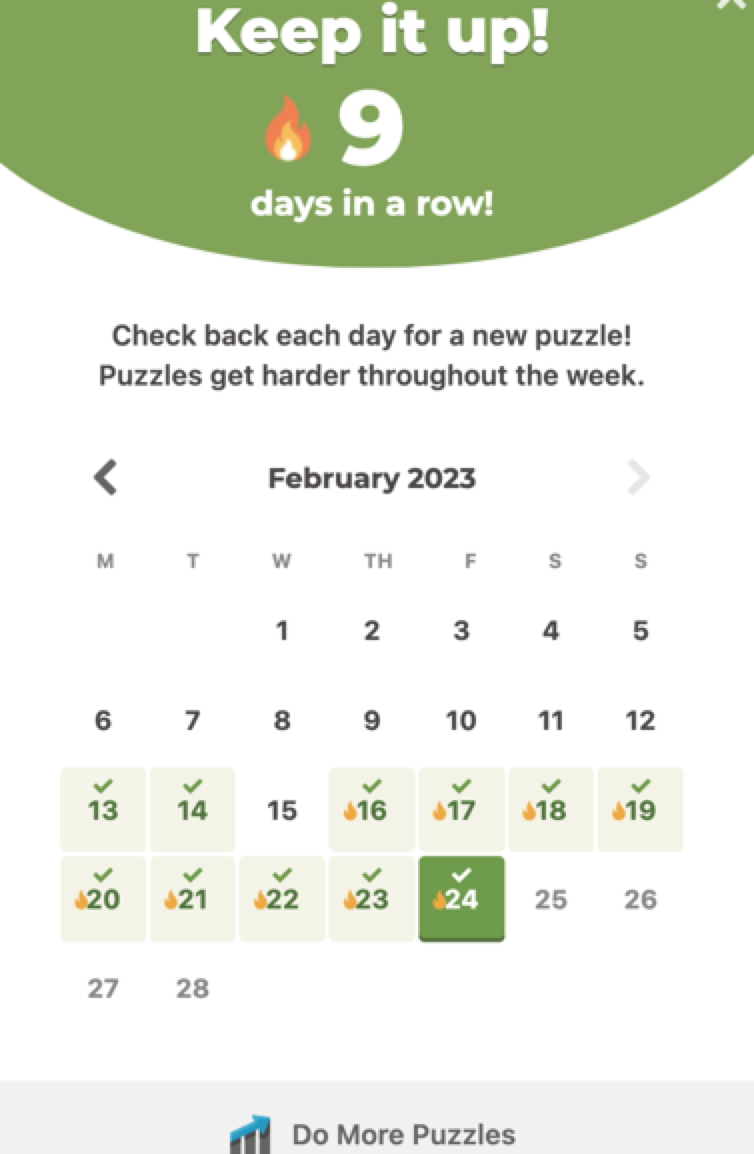 Keep it up!
9
days in a row!
Check back each day for a new puzzle!
Puzzles get harder throughout the week.
February 2023
M T W TH F S S
1 2 3 4 5
6 7 8 9 10 11 12
13 14 15 16 17 18 19
20 21 22 23 24 25 26
27 28
Do More Puzzles